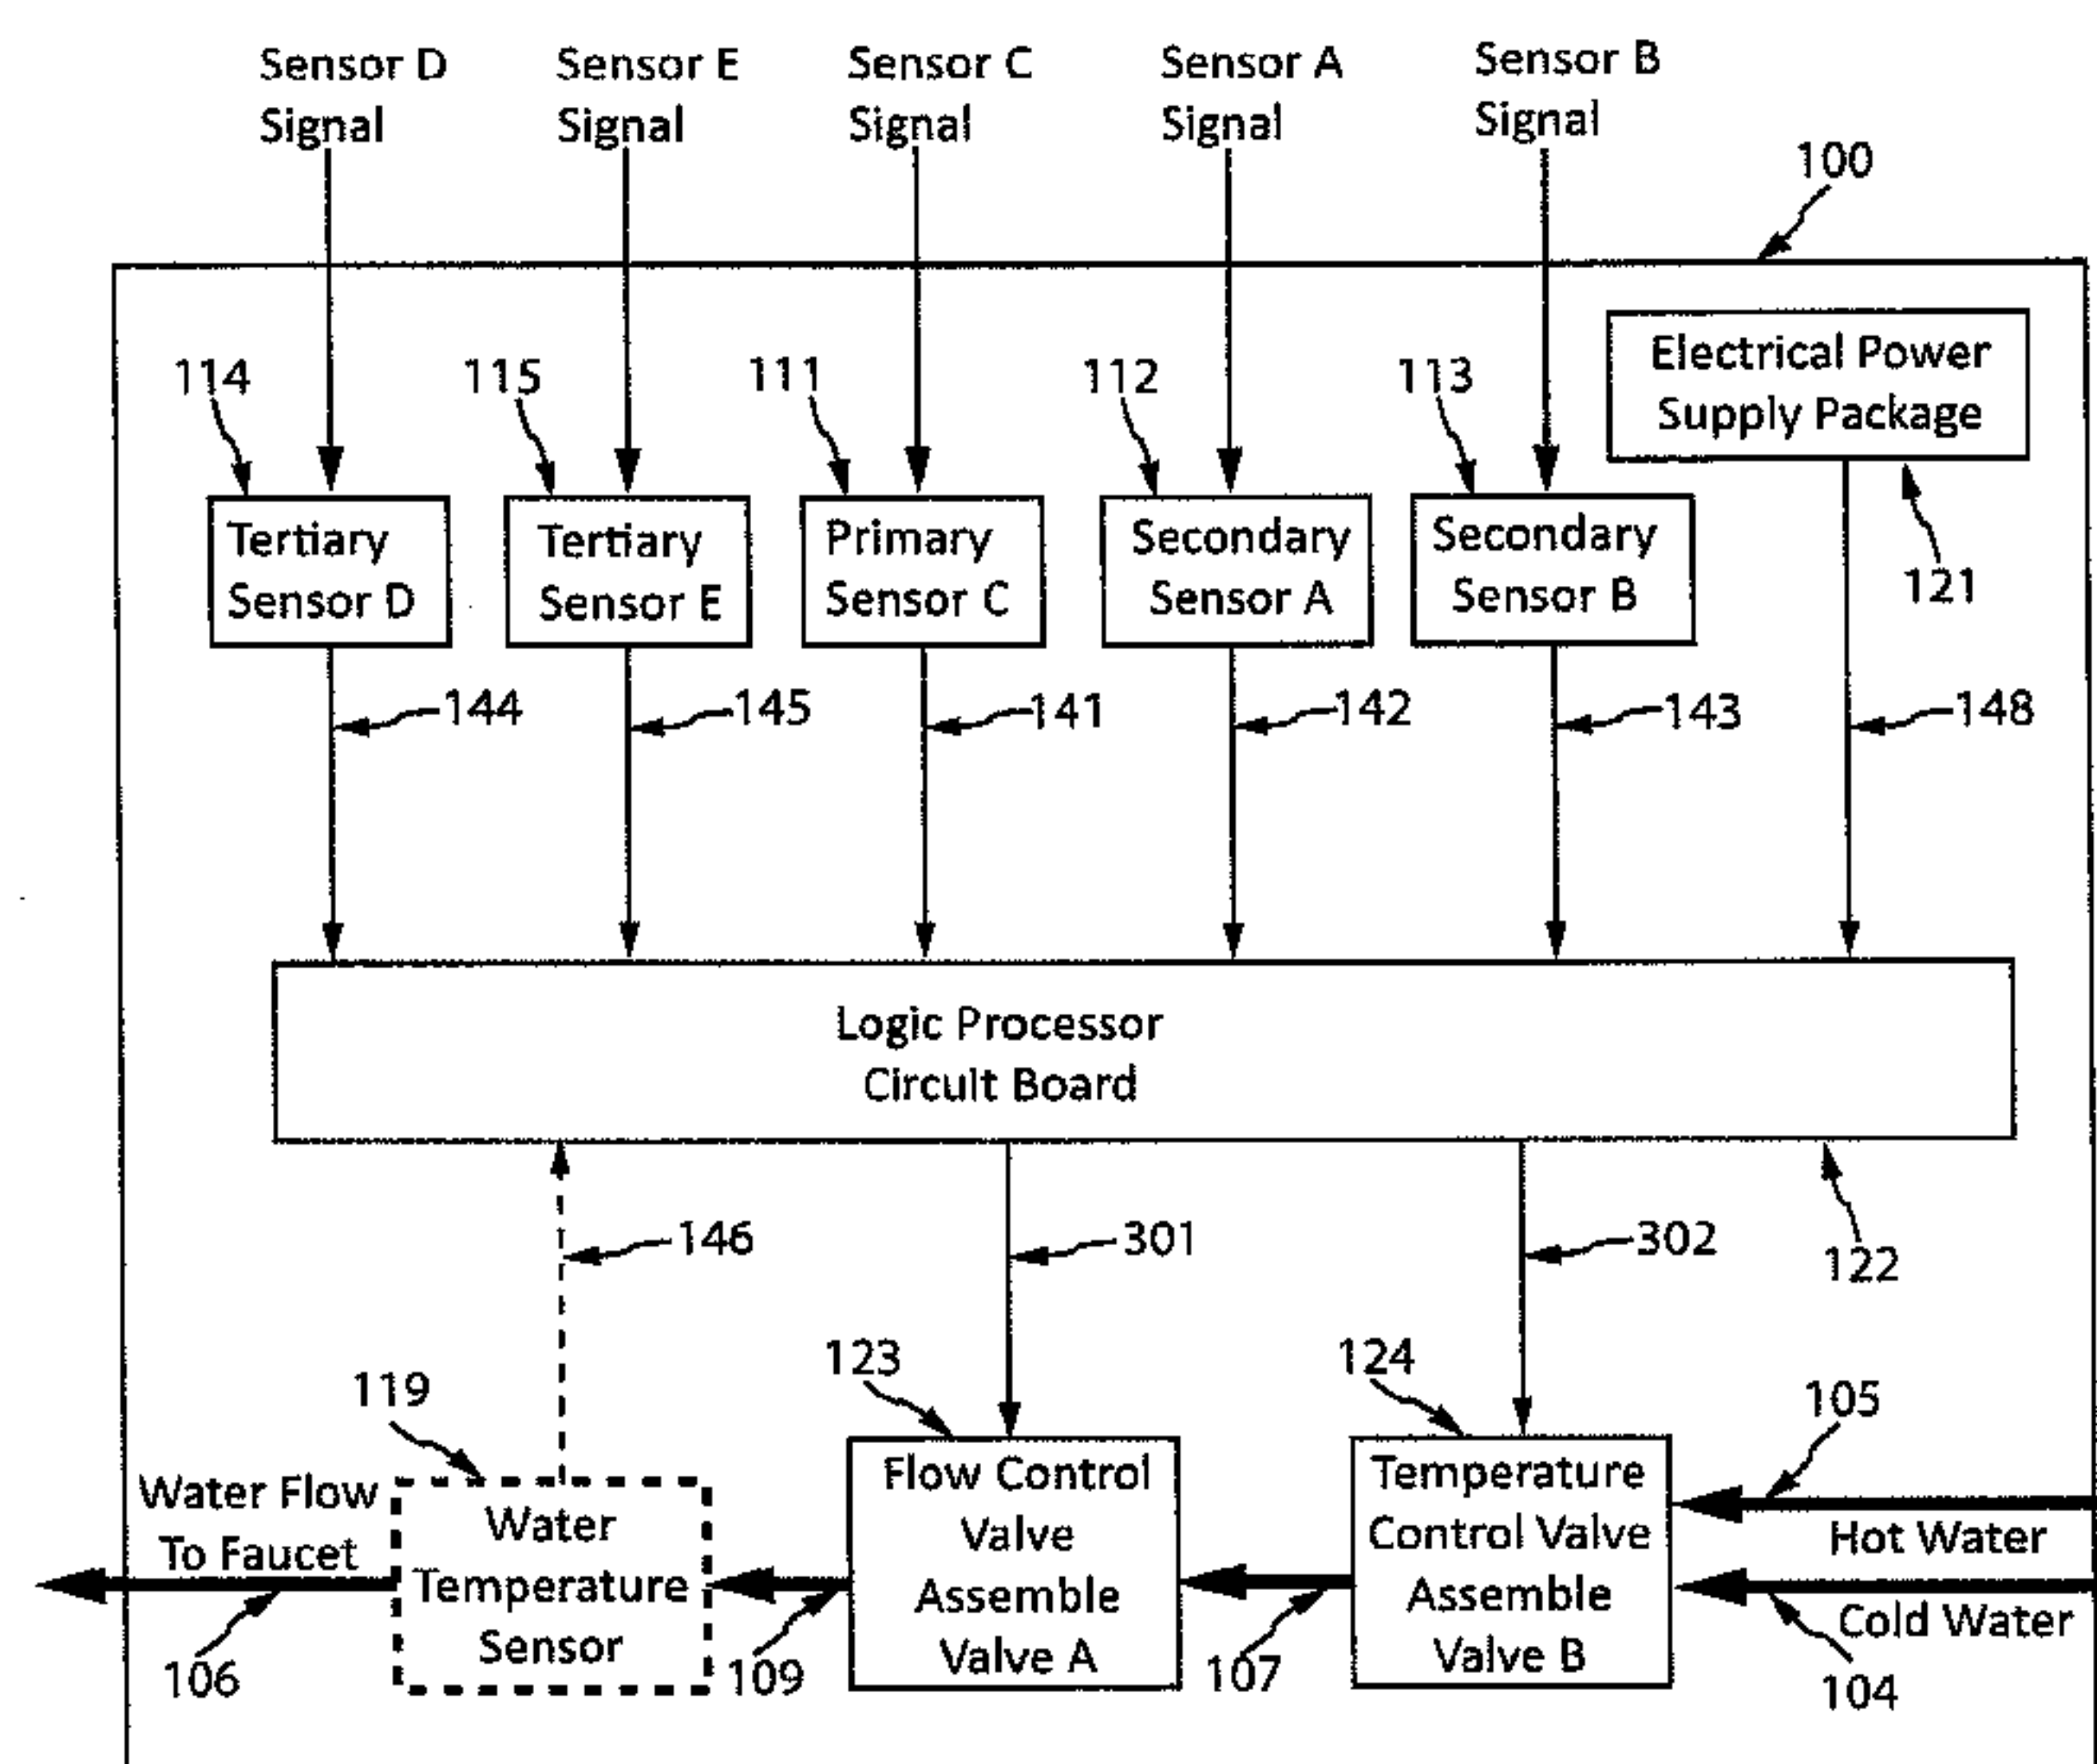 Sensor D
Signal
Sensor E
Signal
Sensor C
Signal
Sensor A
Signal
Sensor B
Signal
100
Electrical Power
Supply Package
114
115
111
112
113
121
Tertiary
Sensor D
Tertiary
Sensor E
Primary
Sensor C
Secondary
Sensor A
Secondary
Sensor B
144
145
141
142
143
148
Logic Processor
Circuit Board
146
301
302
122
119
123
124
105
Water Flow
To Faucet
Water
Temperature
Sensor
Flow Control
Valve
Assemble
Valve A
Temperature
Control Valve
Assemble
Valve B
Hot Water
Cold Water
106
109
107
104